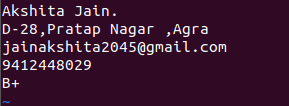 Akshita Jain.
D-28,Pratap Nagar ,Agra
jainakshita2045@gmail.com
9412448029
B+
~